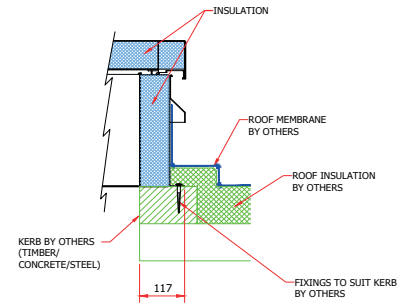 INSULATION
ROOF MEMBRANE
BY OTHERS
ROOF INSULATION
BY OTHERS
KERB BY OTHERS
(TIMBER/
CONCRETE/STEEL)
117
FIXINGS TO SUIT KERB
BY OTHERS